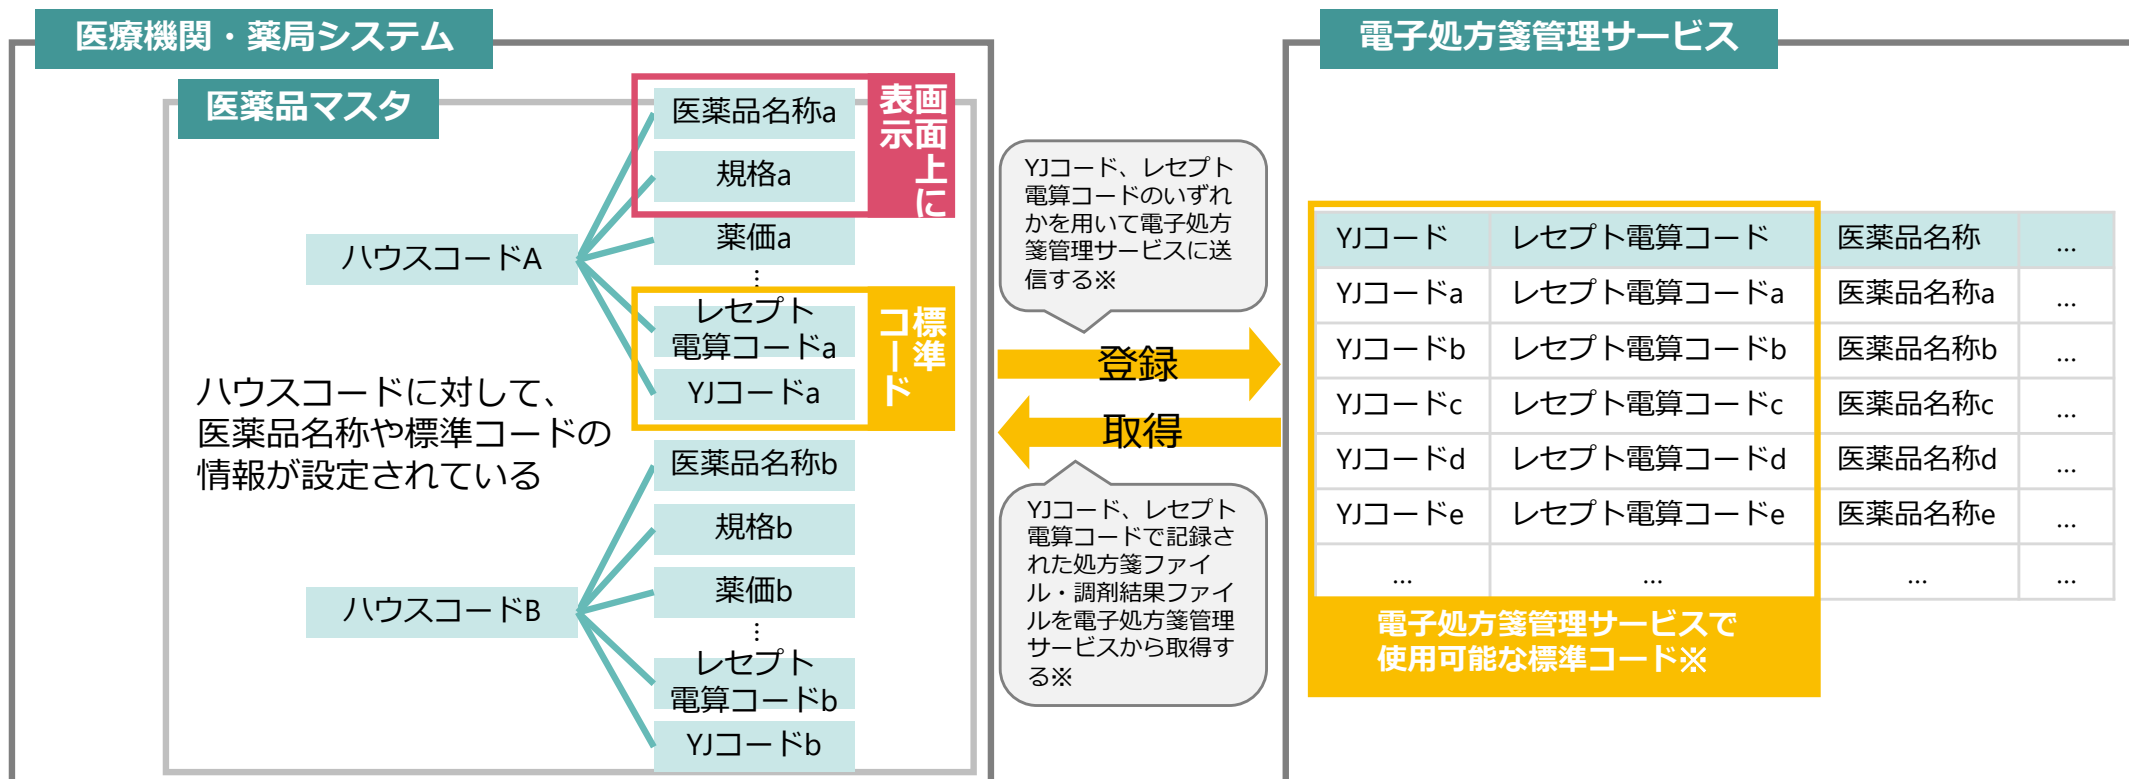 医療機関・薬局システム
医薬品マスタ
ハウスコードA
医薬品名称a
規格a
画面上に
表示
薬価a
…
レセプト
電算コードa
YJコードa
標準
コード
ハウスコードに対して、
医薬品名称や標準コードの
情報が設定されている
ハウスコードB
医薬品名称b
規格b
薬価b
…
レセプト
電算コードb
YJコードb
YJコード、レセプト
電算コードのいずれ
かを用いて電子処方
箋管理サービスに送
信する※
登録
取得
YJコード、レセプト
電算コードで記録さ
れた処方箋ファイ
ル・調剤結果ファイ
ルを電子処方箋管理
サービスから取得す
る※
電子処方箋管理サービス
YJコード レセプト電算コード 医薬品名称 …
YJコードa レセプト電算コードa 医薬品名称a …
YJコードb レセプト電算コードb 医薬品名称b …
YJコードc レセプト電算コードc 医薬品名称c …
YJコードd レセプト電算コードd 医薬品名称d …
YJコードe レセプト電算コードe 医薬品名称e …
… … … …
電子処方箋管理サービスで
使用可能な標準コード※